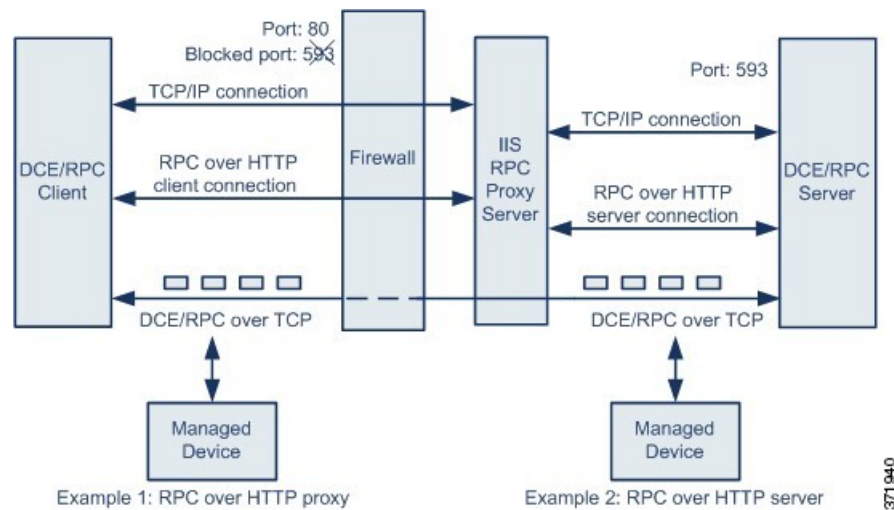 Port: 80
Blocked port: 593
Port: 593
TCP/IP connection
TCP/IP connection
DCE/RPC
Client
RPC over HTTP
client connection
Firewall
IIS
RPC
Proxy
Server
RPC over HTTP
server connection
DCE/RPC
Server
DCE/RPC over TCP
DCE/RPC over TCP
Managed
Device
Managed
Device
Example 1: RPC over HTTP proxy
Example 2: RPC over HTTP server
371949